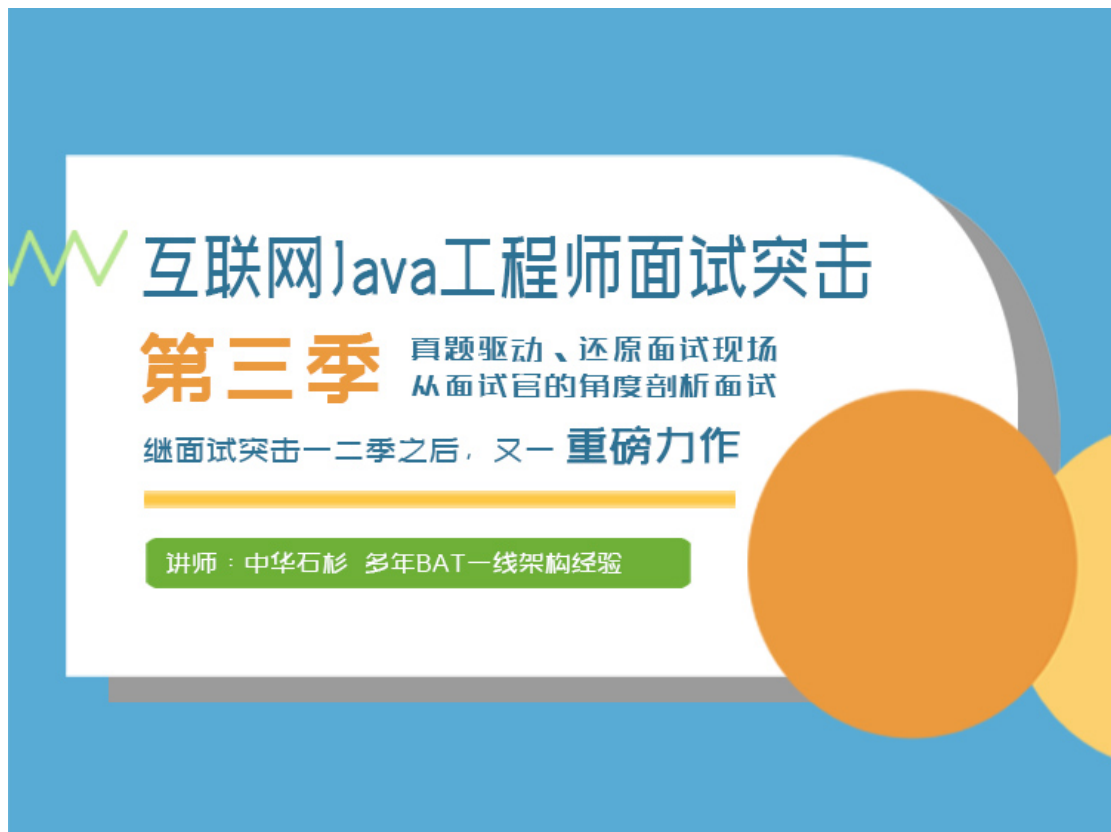 互联网Java工程师面试突击
第三季
真题驱动、还原面试现场
从面试官的角度剖析面试
继面试突击一二季之后，又一 重磅力作
讲师：中华石杉 多年BAT一线架构经验